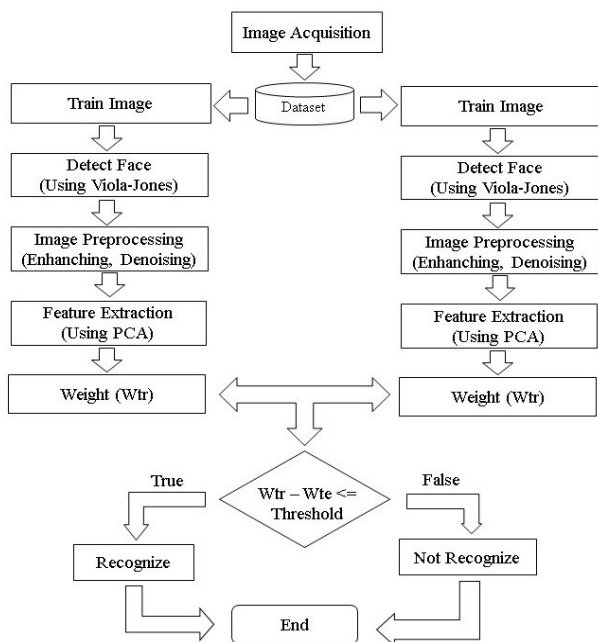 Image Acquisition
Dataset
Train Image
Detect Face
(Using Viola-Jones)
Image Preprocessing
(Enhanching, Denoising)
Feature Extraction
(Using PCA)
Weight (Wtr)
Train Image
Detect Face
(Using Viola-Jones)
Image Preprocessing
(Enhanching, Denoising)
Feature Extraction
(Using PCA)
Weight (Wtr)
Wtr – Wte <=
Threshold
True
False
Recognize
Not Recognize
End